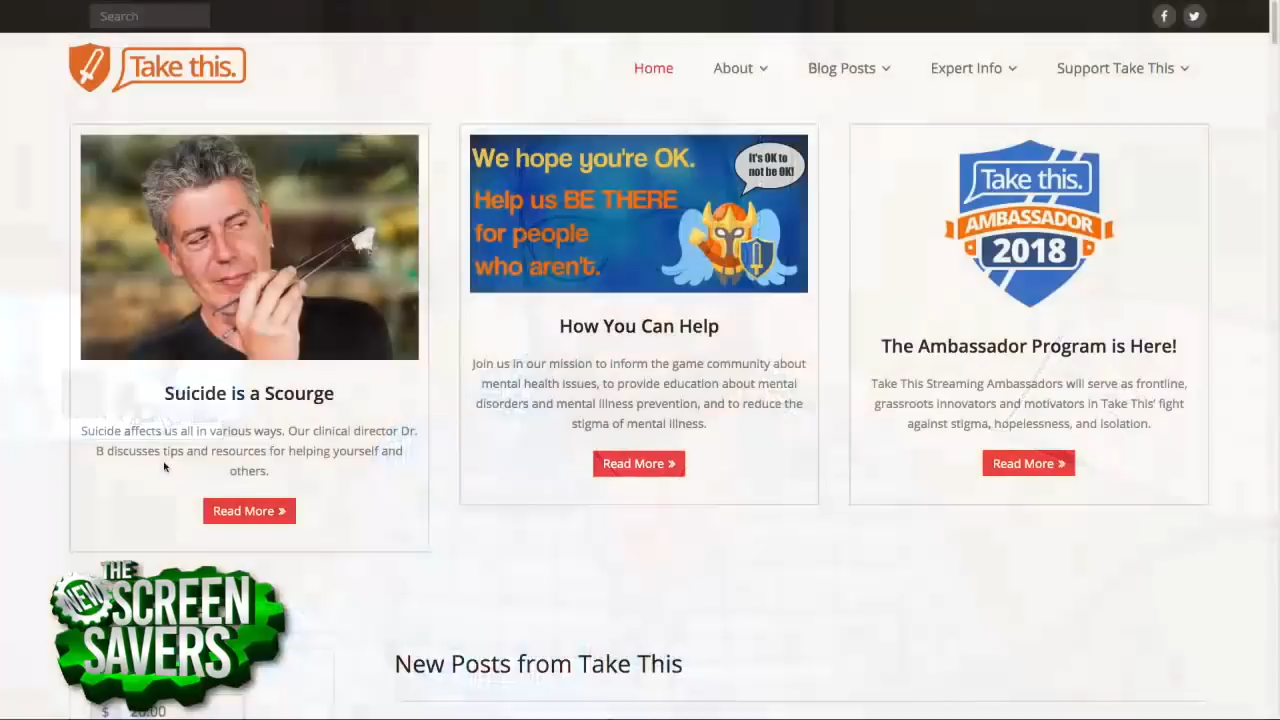 Search
Take this.
Home
About
Blog Posts
Expert Info
Support Take This
We hope you're OK.
Help us BE THERE
for people
who aren't.
It's OK to
not be OK!
Take this.
AMBASSADOR
2018
Suicide is a Scourge
Suicide affects us all in various ways. Our clinical director Dr.
B discusses tips and resources for helping yourself and
others.
Read More »
How You Can Help
Join us in our mission to inform the game community about
mental health issues, to provide education about mental
disorders and mental illness prevention, and to reduce the
stigma of mental illness.
Read More »
The Ambassador Program is Here!
Take This Streaming Ambassadors will serve as frontline,
grassroots innovators and motivators in Take This' fight
against stigma, hopelessness, and isolation.
Read More »
THE
NEW
SCREEN
SAVERS
New Posts from Take This
$ 20.00